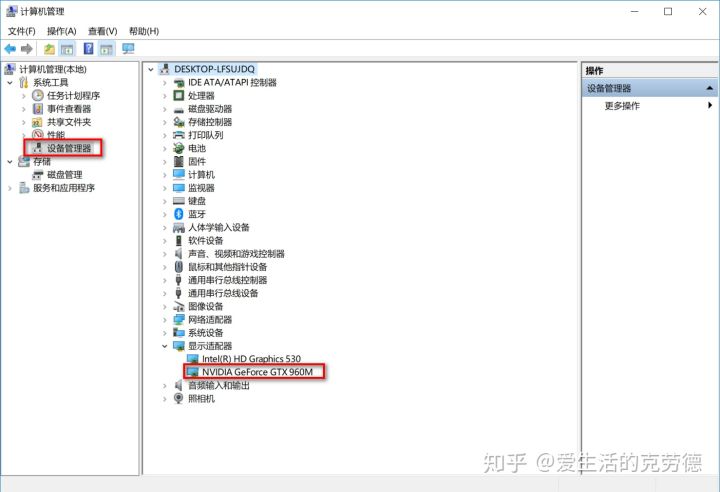 计算机管理
文件(F) 操作(A) 查看(V) 帮助(H)
计算机管理(本地)
系统工具
任务计划程序
事件查看器
共享文件夹
性能
设备管理器
存储
磁盘管理
服务和应用程序
DESKTOP-LFSUJDQ
IDE ATA/ATAPI 控制器
处理器
磁盘驱动器
存储控制器
打印队列
电池
固件
计算机
监视器
键盘
蓝牙
人体学输入设备
软件设备
声音、视频和游戏控制器
鼠标和其他指针设备
通用串行总线控制器
通用串行总线设备
图像设备
网络适配器
系统设备
显示适配器
Intel(R) HD Graphics 530
NVIDIA GeForce GTX 960M
音频输入和输出
照相机
操作
设备管理器
更多操作
知乎 @爱生活的克劳德